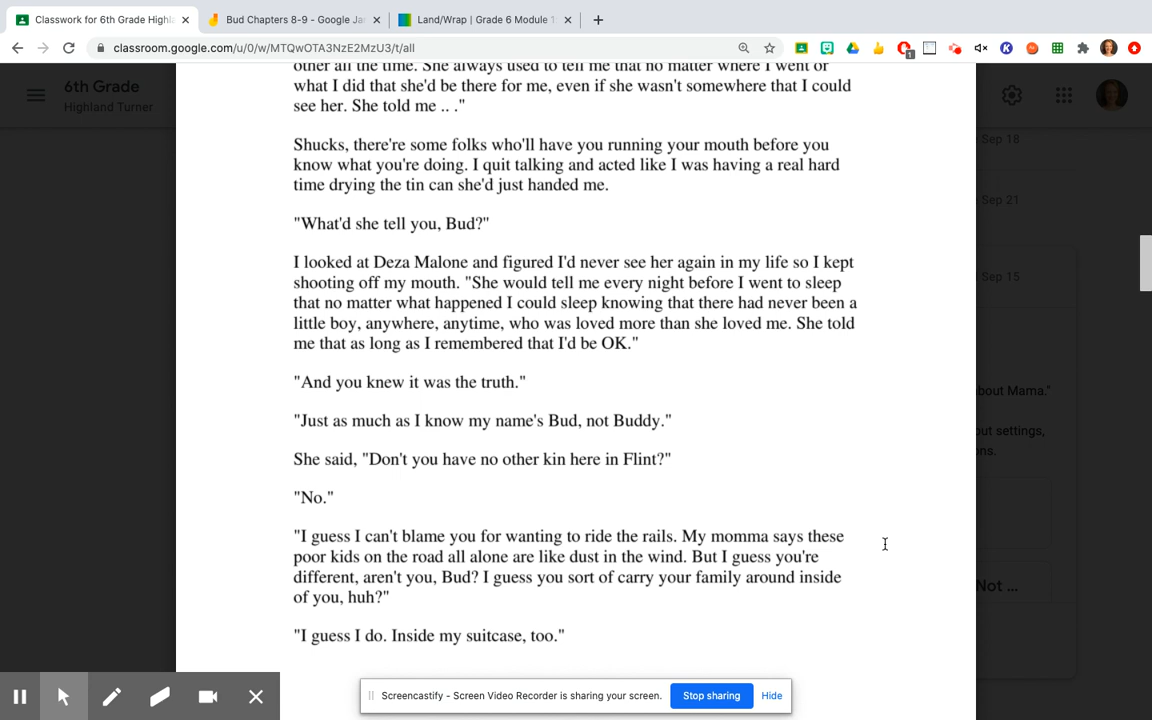 Classwork for 6th Grade Highla
Bud Chapters 8-9 - Google Ja
Land/Wrap | Grade 6 Module 1
classroom.google.com/u/0/w/MTQwOTA3NzE2MzU3/t/all
6th Grade
Highland Turner
Sep 18
Sep 21
Sep 15
about Mama."
out settings,
ons.
Not ...
other all the time. She always used to tell me that no matter where I went or
what I did that she'd be there for me, even if she wasn't somewhere that I could
see her. She told me .. ."
Shucks, there're some folks who'll have you running your mouth before you
know what you're doing. I quit talking and acted like I was having a real hard
time drying the tin can she'd just handed me.
"What'd she tell you, Bud?"
I looked at Deza Malone and figured I'd never see her again in my life so I kept
shooting off my mouth. "She would tell me every night before I went to sleep
that no matter what happened I could sleep knowing that there had never been a
little boy, anywhere, anytime, who was loved more than she loved me. She told
me that as long as I remembered that I'd be OK."
"And you knew it was the truth."
"Just as much as I know my name's Bud, not Buddy."
She said, "Don't you have no other kin here in Flint?"
"No."
"I guess I can't blame you for wanting to ride the rails. My momma says these
poor kids on the road all alone are like dust in the wind. But I guess you're
different, aren't you, Bud? I guess you sort of carry your family around inside
of you, huh?"
"I guess I do. Inside my suitcase, too."
Screencastify - Screen Video Recorder is sharing your screen.
Stop sharing
Hide